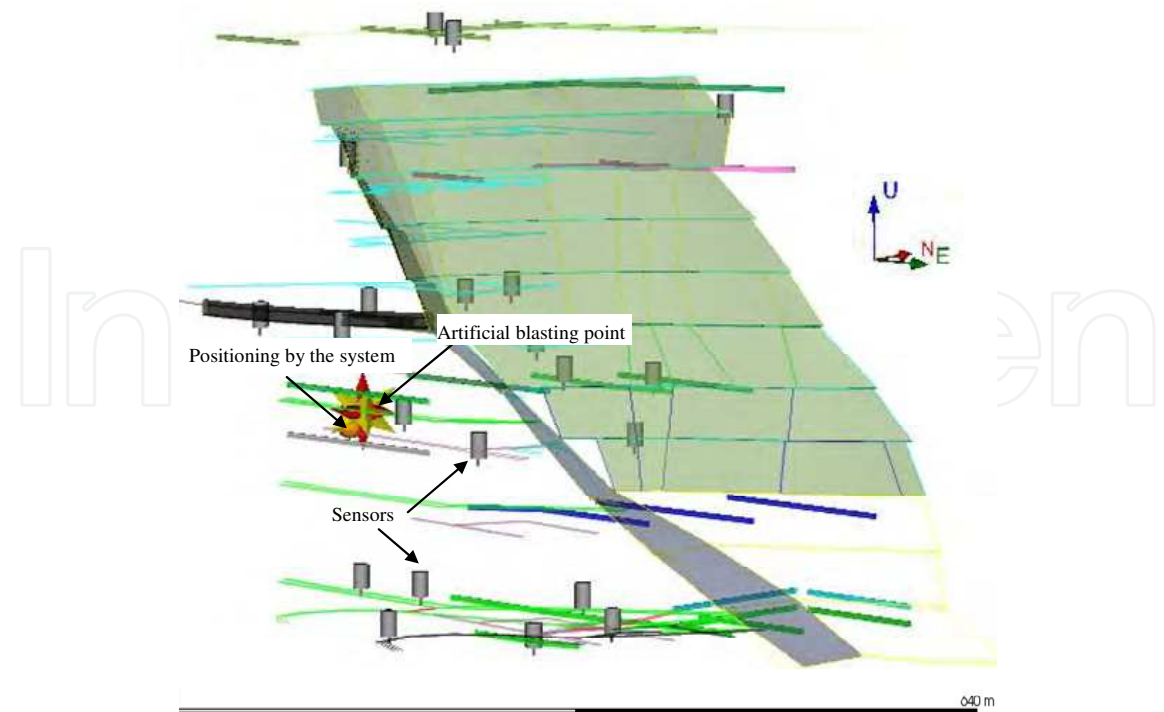 U
N
E
Artificial blasting point
Positioning by the system
Sensors
640 m